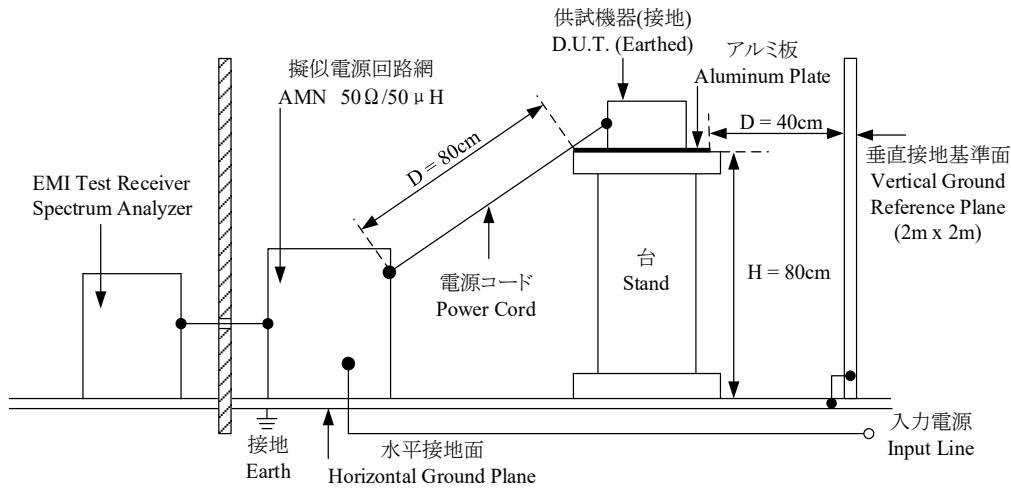 供試機器(接地)
D.U.T. (Earthed)
アルミ板
Aluminum Plate
擬似電源回路網
AMN 50Ω/50μH
D = 80cm
D = 40cm
EMI Test Receiver
Spectrum Analyzer
垂直接地基準面
Vertical Ground
Reference Plane
(2m x 2m)
台
Stand
H = 80cm
電源コード
Power Cord
接地
Earth
水平接地面
Horizontal Ground Plane
入力電源
Input Line